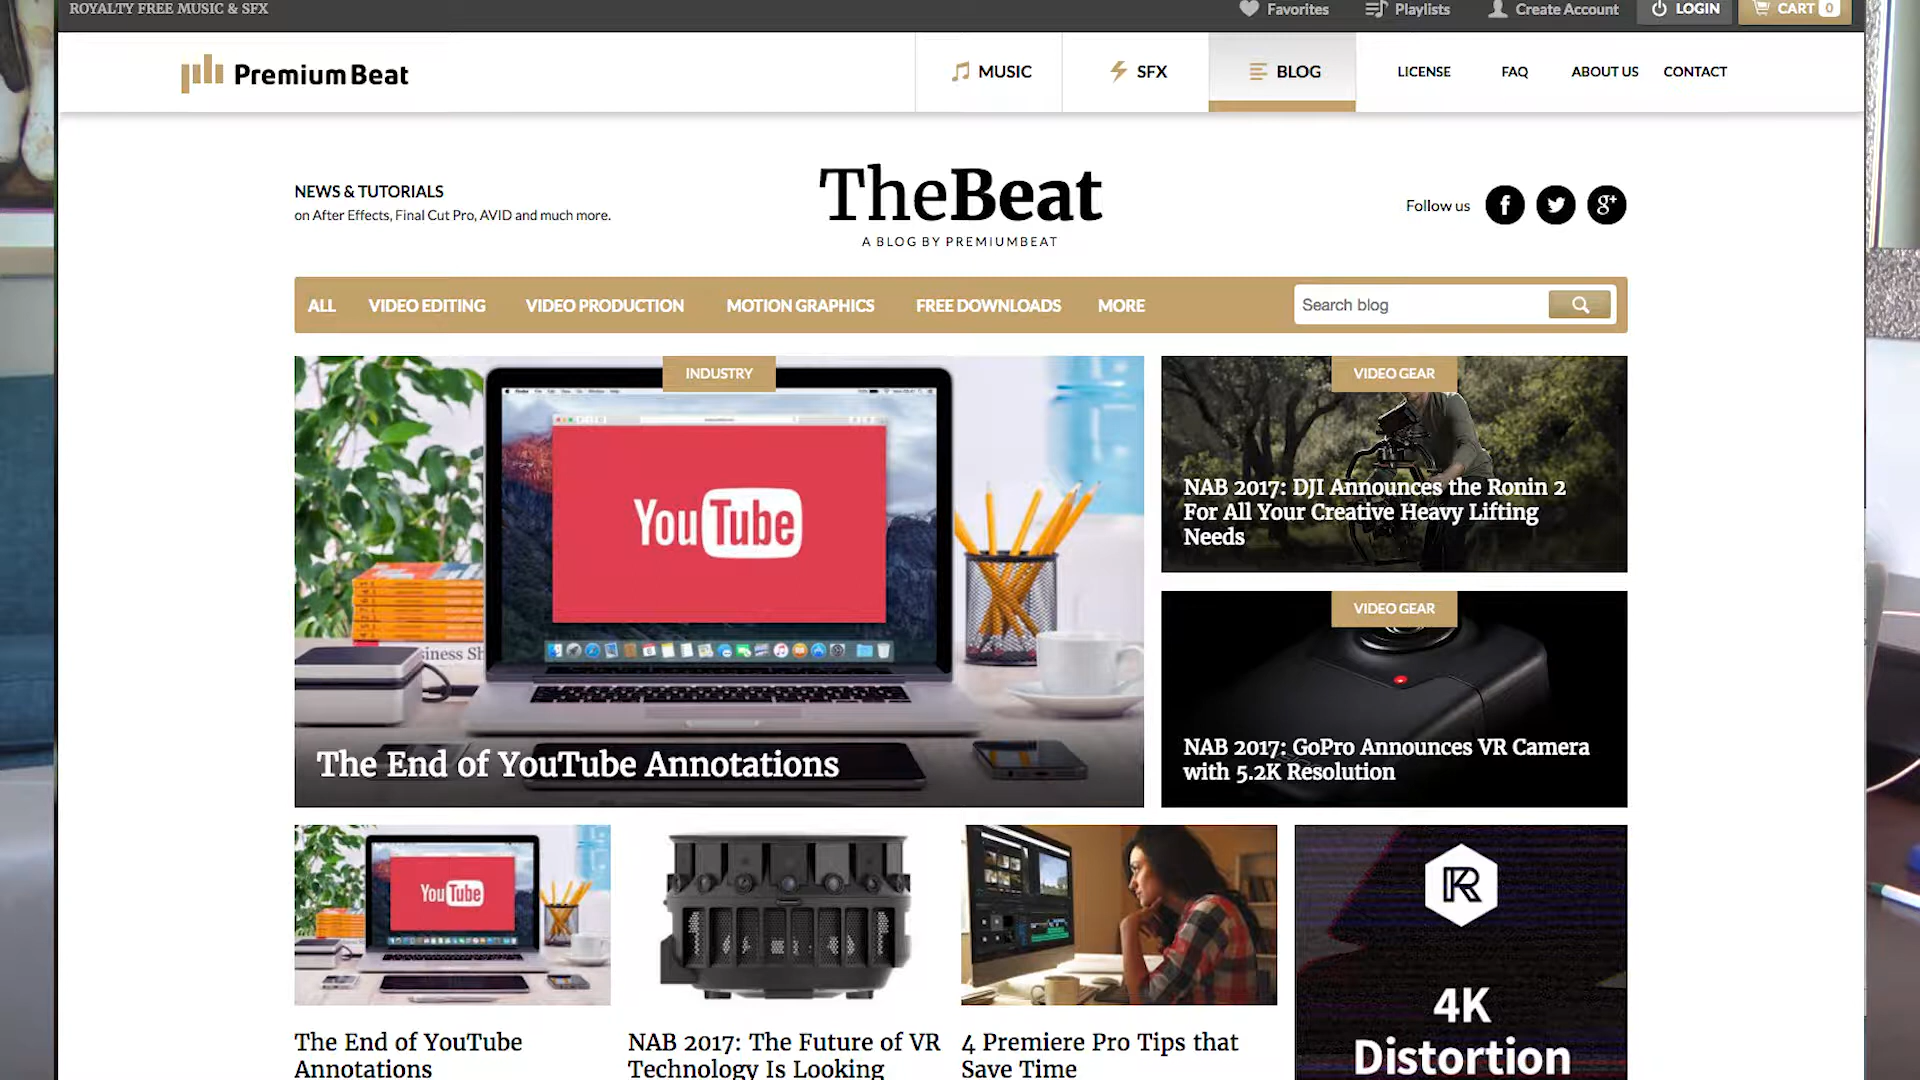 ROYALTY FREE MUSIC & SFX
Favorites
Playlists
Create Account
LOGIN
CART 0
PremiumBeat
MUSIC
SFX
BLOG
LICENSE
FAQ
ABOUT US
CONTACT
NEWS & TUTORIALS
on After Effects, Final Cut Pro, AVID and much more.
TheBeat
A BLOG BY PREMIUMBEAT
Follow us
ALL
VIDEO EDITING
VIDEO PRODUCTION
MOTION GRAPHICS
FREE DOWNLOADS
MORE
Search blog
INDUSTRY
YouTube
The End of YouTube Annotations
VIDEO GEAR
NAB 2017: DJI Announces the Ronin 2
For All Your Creative Heavy Lifting
Needs
VIDEO GEAR
NAB 2017: GoPro Announces VR Camera
with 5.2K Resolution
YouTube
The End of YouTube
Annotations
NAB 2017: The Future of VR
Technology Is Looking
4 Premiere Pro Tips that
Save Time
4K
Distortion